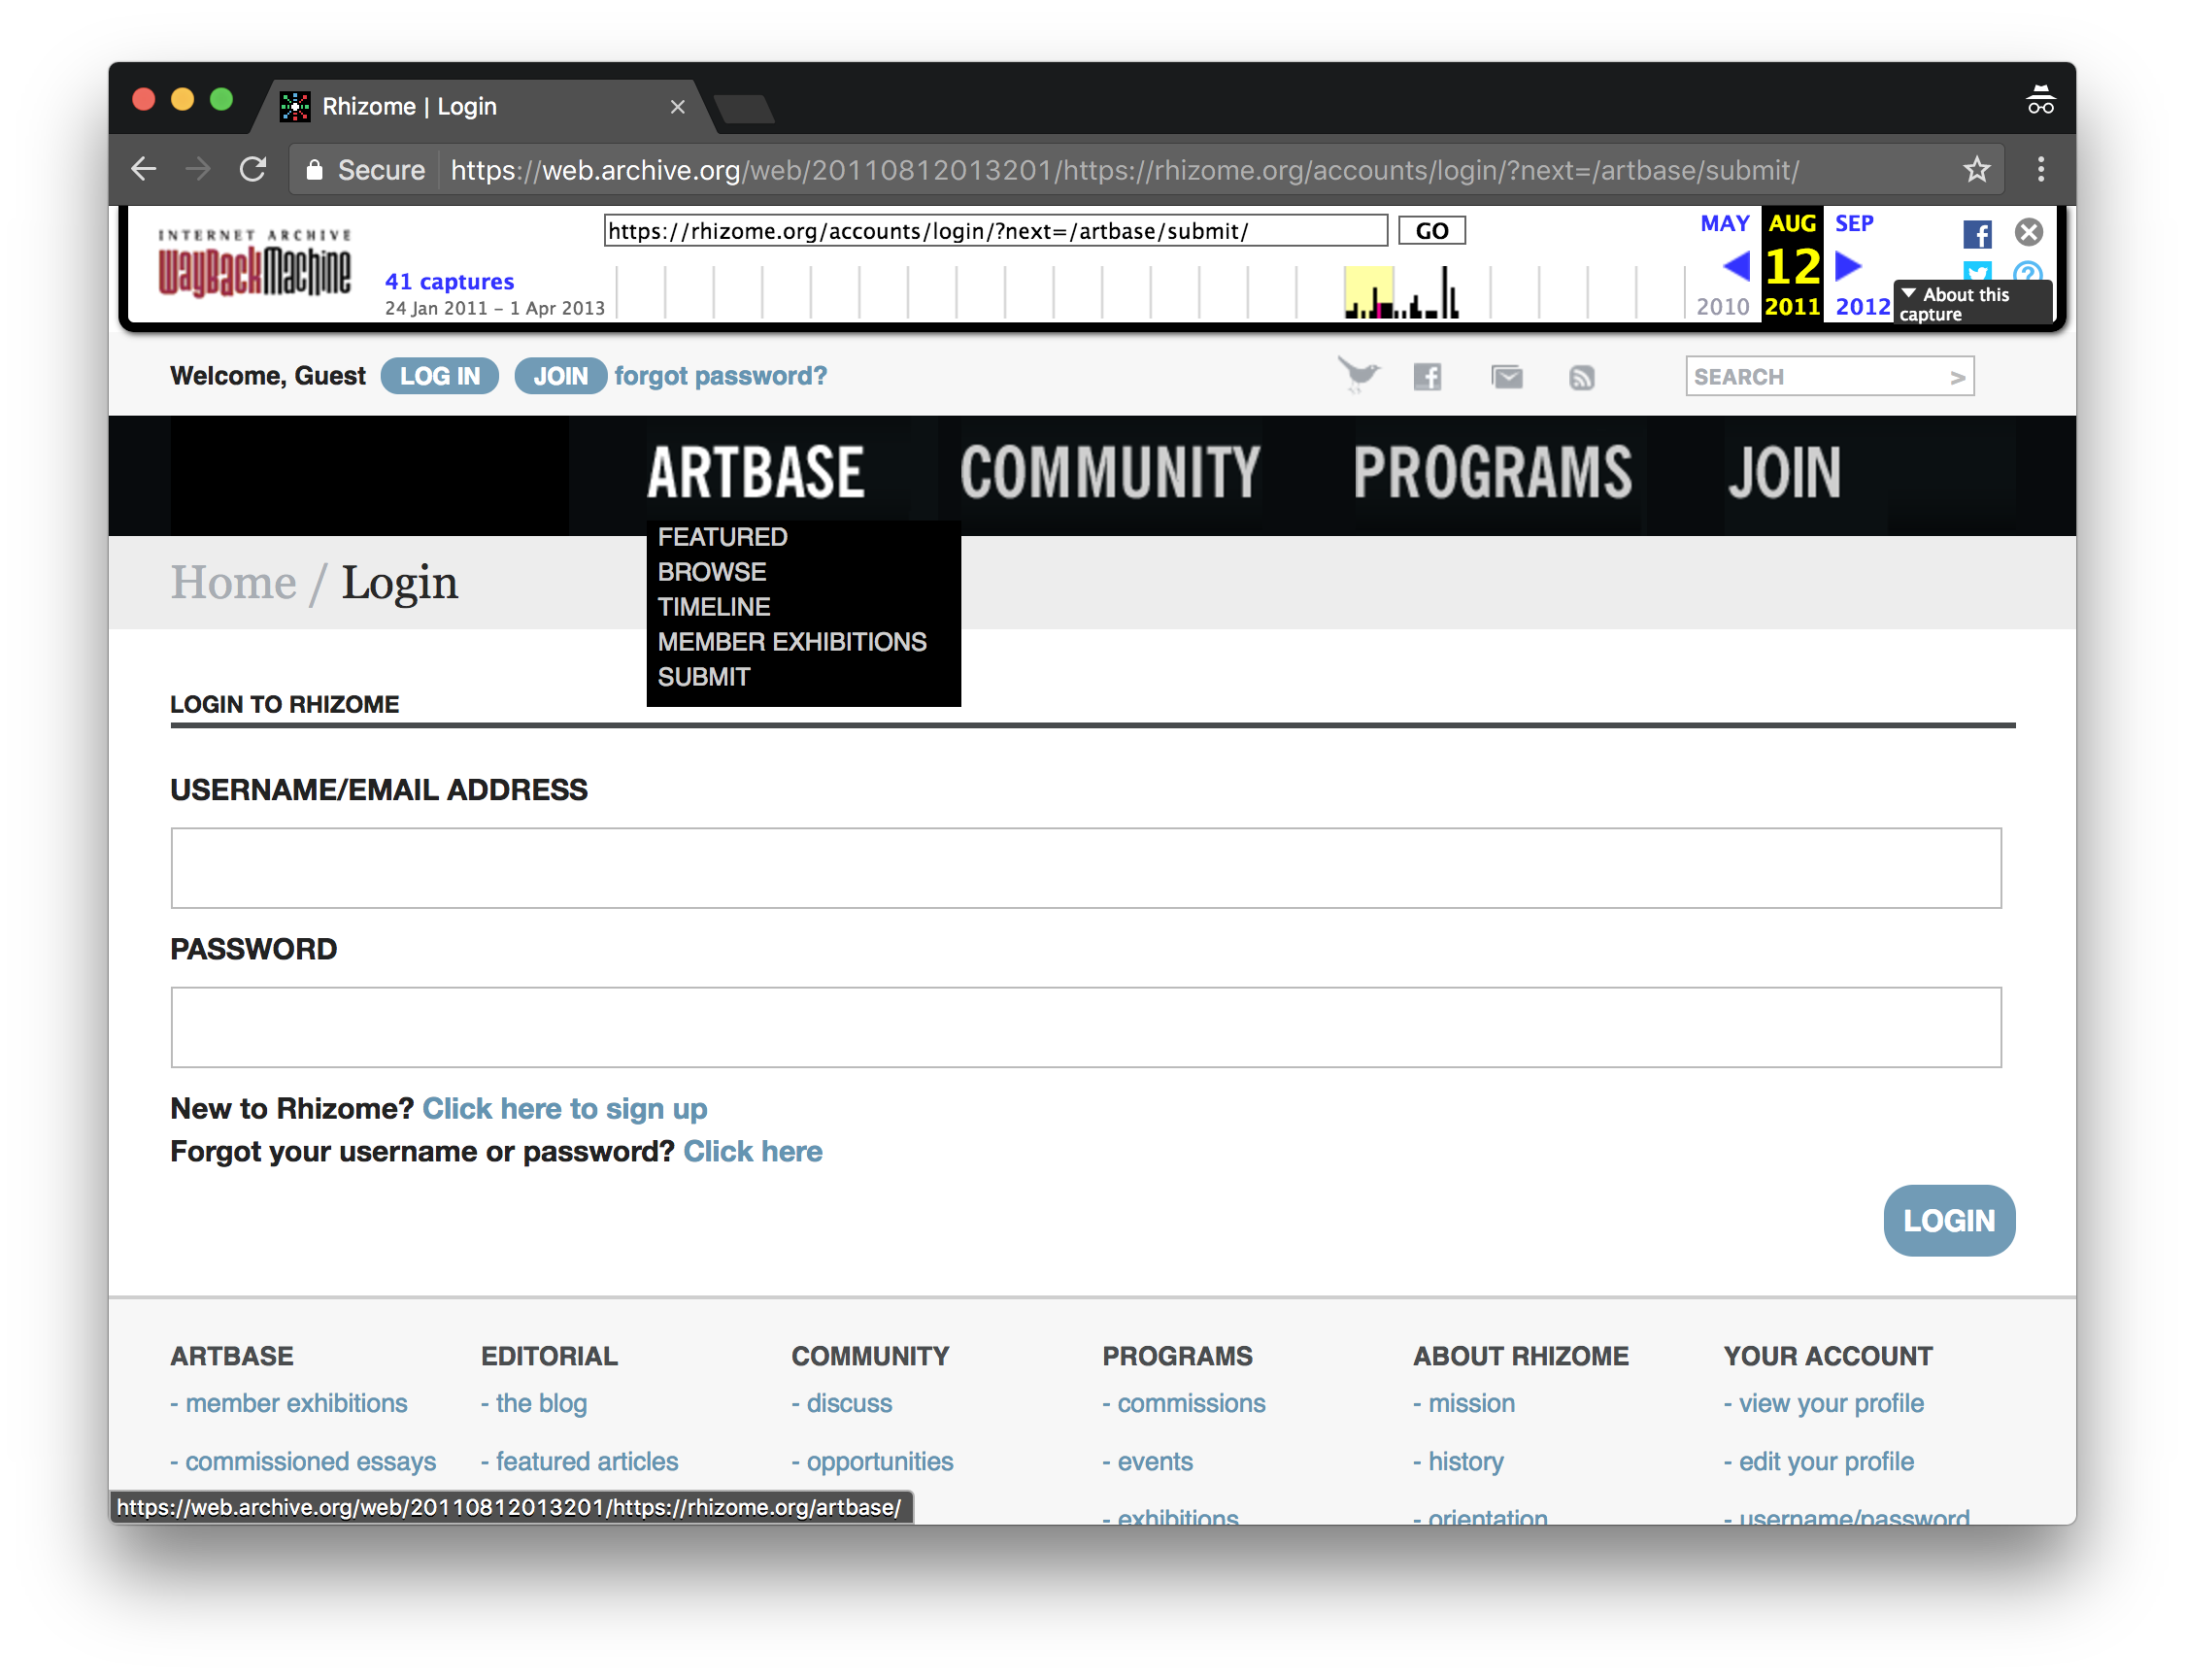 Rhizome | Login
Secure https://web.archive.org/web/20110812013201/https://rhizome.org/accounts/login/?next=/artbase/submit/
INTERNET ARCHIVE
WayBackMachine
https://rhizome.org/accounts/login/?next=/artbase/submit/
GO
41 captures
24 Jan 2011 – 1 Apr 2013
MAY AUG SEP
12
2010 2011 2012
About this
capture
Welcome, Guest LOG IN JOIN forgot password?
SEARCH >
ARTBASE COMMUNITY PROGRAMS JOIN
FEATURED
BROWSE
TIMELINE
MEMBER EXHIBITIONS
SUBMIT
Home / Login
LOGIN TO RHIZOME
USERNAME/EMAIL ADDRESS
PASSWORD
New to Rhizome? Click here to sign up
Forgot your username or password? Click here
LOGIN
ARTBASE EDITORIAL COMMUNITY PROGRAMS ABOUT RHIZOME YOUR ACCOUNT
- member exhibitions - the blog - discuss - commissions - mission - view your profile
- commissioned essays - featured articles - opportunities - events - history - edit your profile
- exhibitions - orientation - username/password
https://web.archive.org/web/20110812013201/https://rhizome.org/artbase/